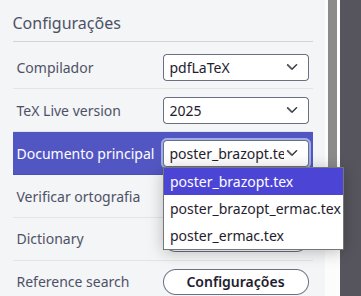 Configurações
Compilador pdfLaTeX
TeX Live version 2025
Documento principal poster_brazopt.te
poster_brazopt.tex
Verificar ortografia
poster_brazopt_ermac.tex
poster_ermac.tex
Dictionary
Reference search Configurações